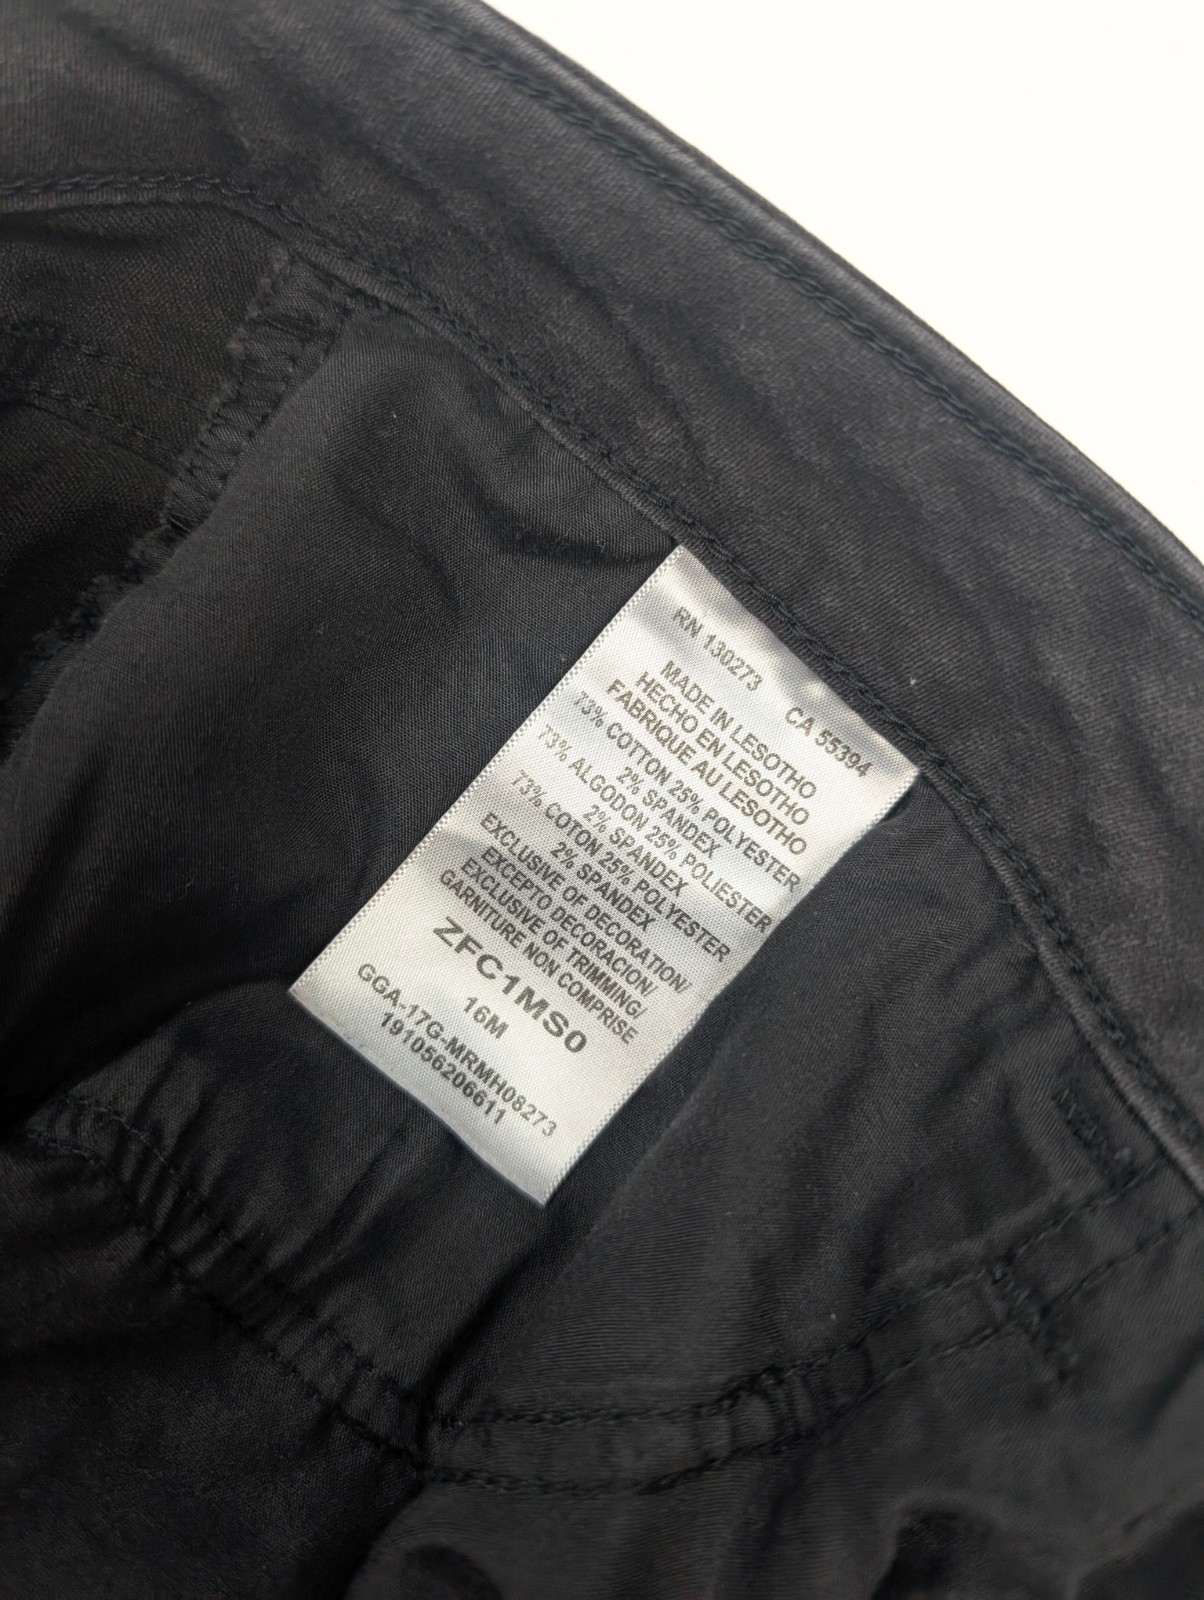 RN 130273 CA 55394
MADE IN LESOTHO
HECHO EN LESOTHO
FABRIQUE AU LESOTHO
73% COTTON 25% POLYESTER
2% SPANDEX
73% ALGODON 25% POLIESTER
2% SPANDEX
73% COTON 25% POLYESTER
2% SPANDEX
EXCLUSIVE OF DECORATION/
EXCEPTO DECORACION/
EXCLUSIVE OF TRIMMING/
GARNITURE NON COMPRISE
ZFC1MS0
16M
GGA-17G-MRMH08273
191056206611